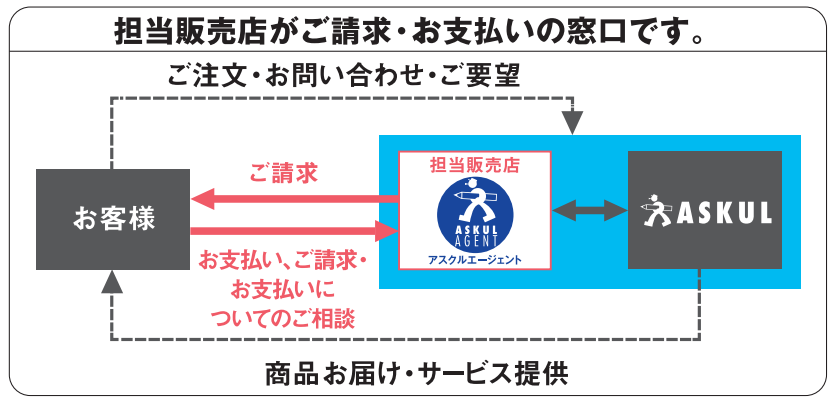 担当販売店がご請求・お支払いの窓口です。
ご注文・お問い合わせ・ご要望
ご請求
担当販売店
ASKUL
AGENT
アスクルエージェント
お客様
ASKUL
お支払い、ご請求・
お支払いに
ついてのご相談
商品お届け・サービス提供